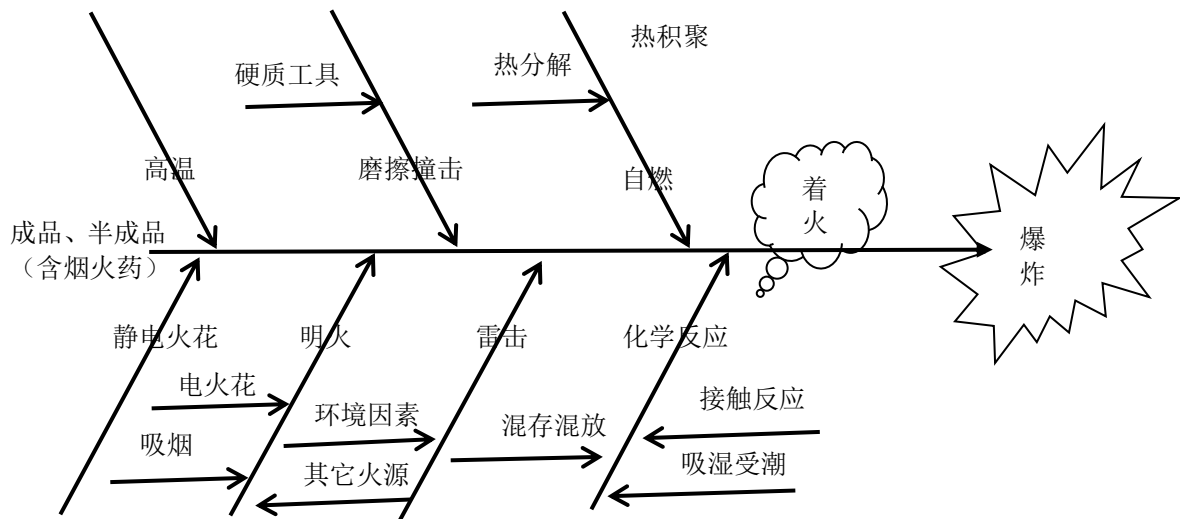 热积聚
热分解
硬质工具
高温
磨擦撞击
自燃
着
火
成品、半成品
（含烟火药）
爆
炸
静电火花
明火
雷击
化学反应
电火花
接触反应
环境因素
混存混放
吸烟
吸湿受潮
其它火源